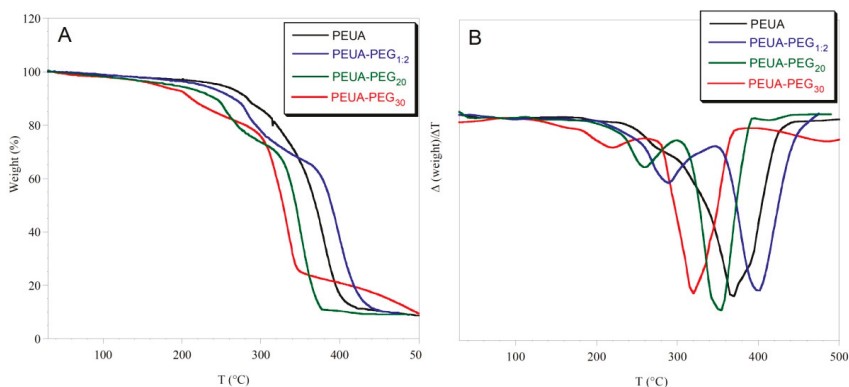 A
PEUA
PEUA-PEG1:2
PEUA-PEG20
PEUA-PEG30
120
100
80
60
40
20
0
Weight (%)
100
200
300
400
50
T (°C)
B
PEUA
PEUA-PEG1:2
PEUA-PEG20
PEUA-PEG30
Δ (weight)/ΔT
100
200
300
400
500
T (°C)